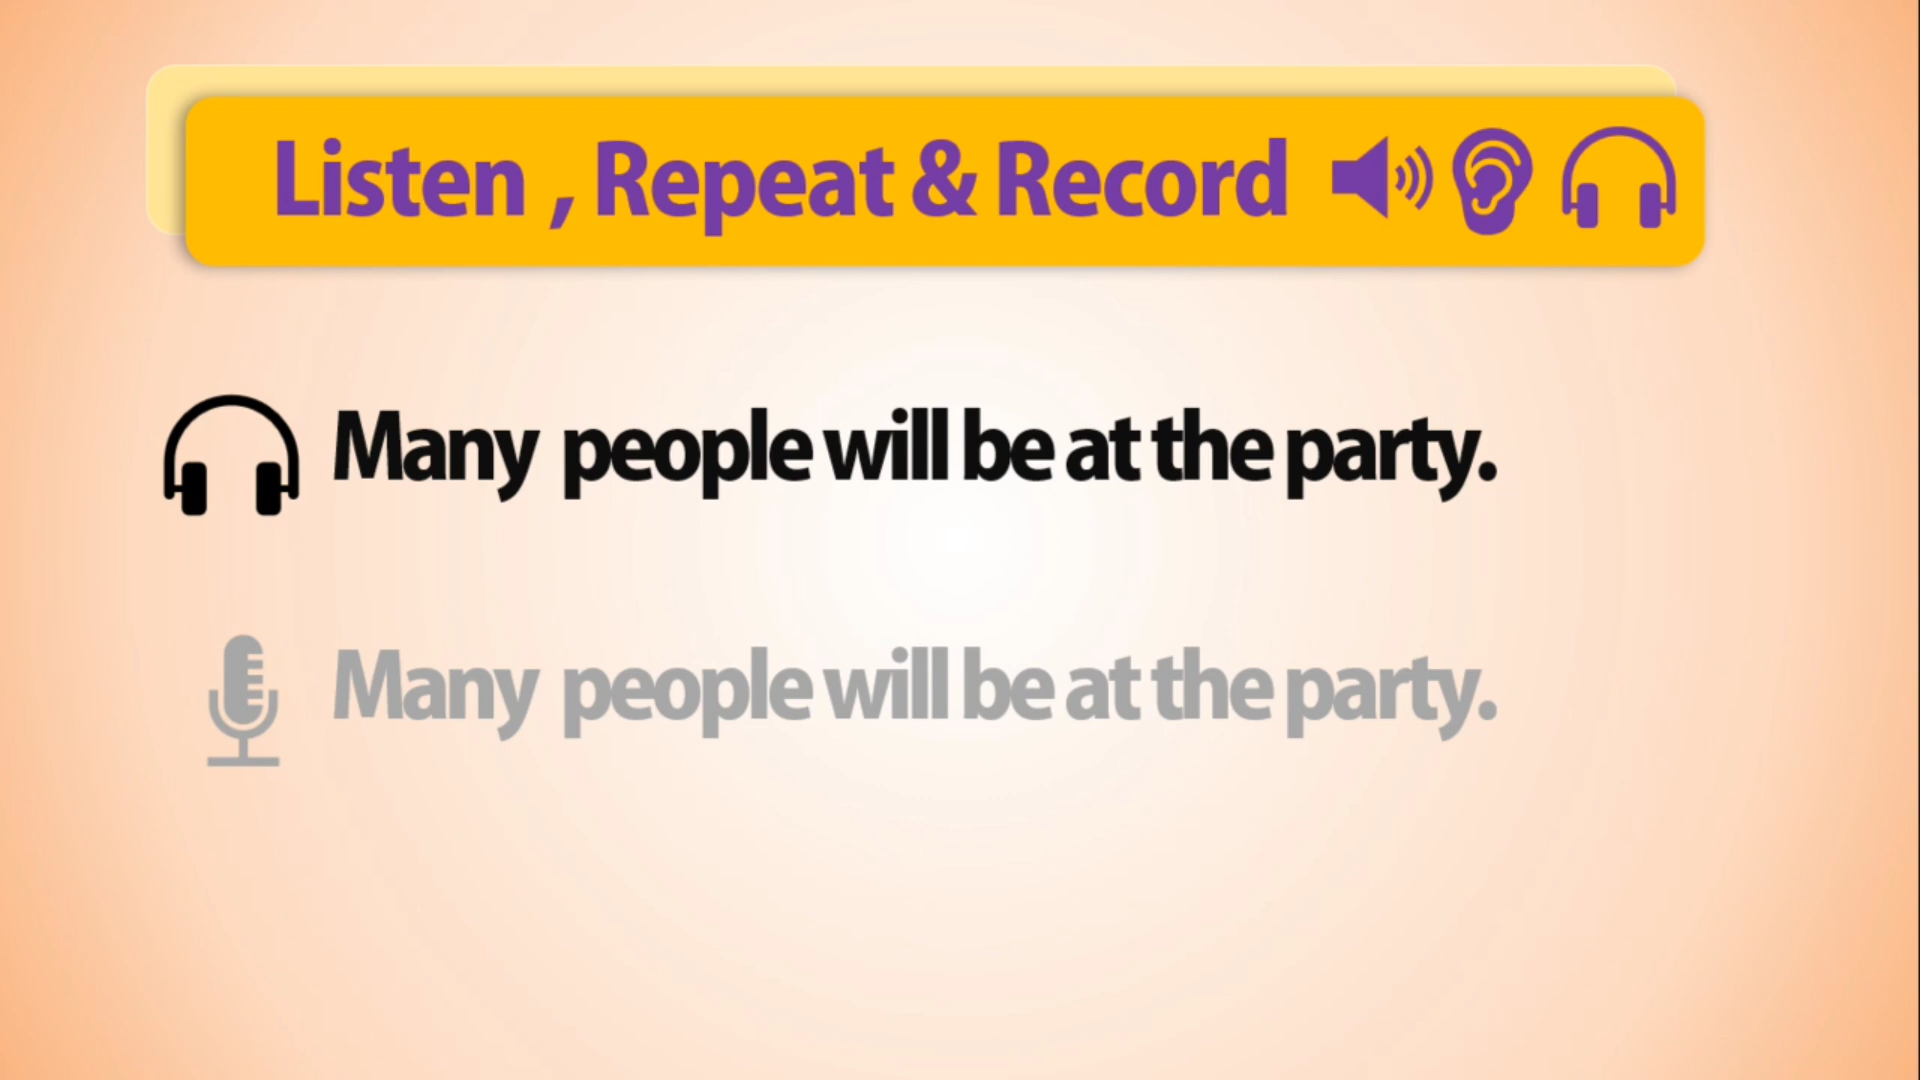 Listen , Repeat & Record
Many people will be at the party.
Many people will be at the party.